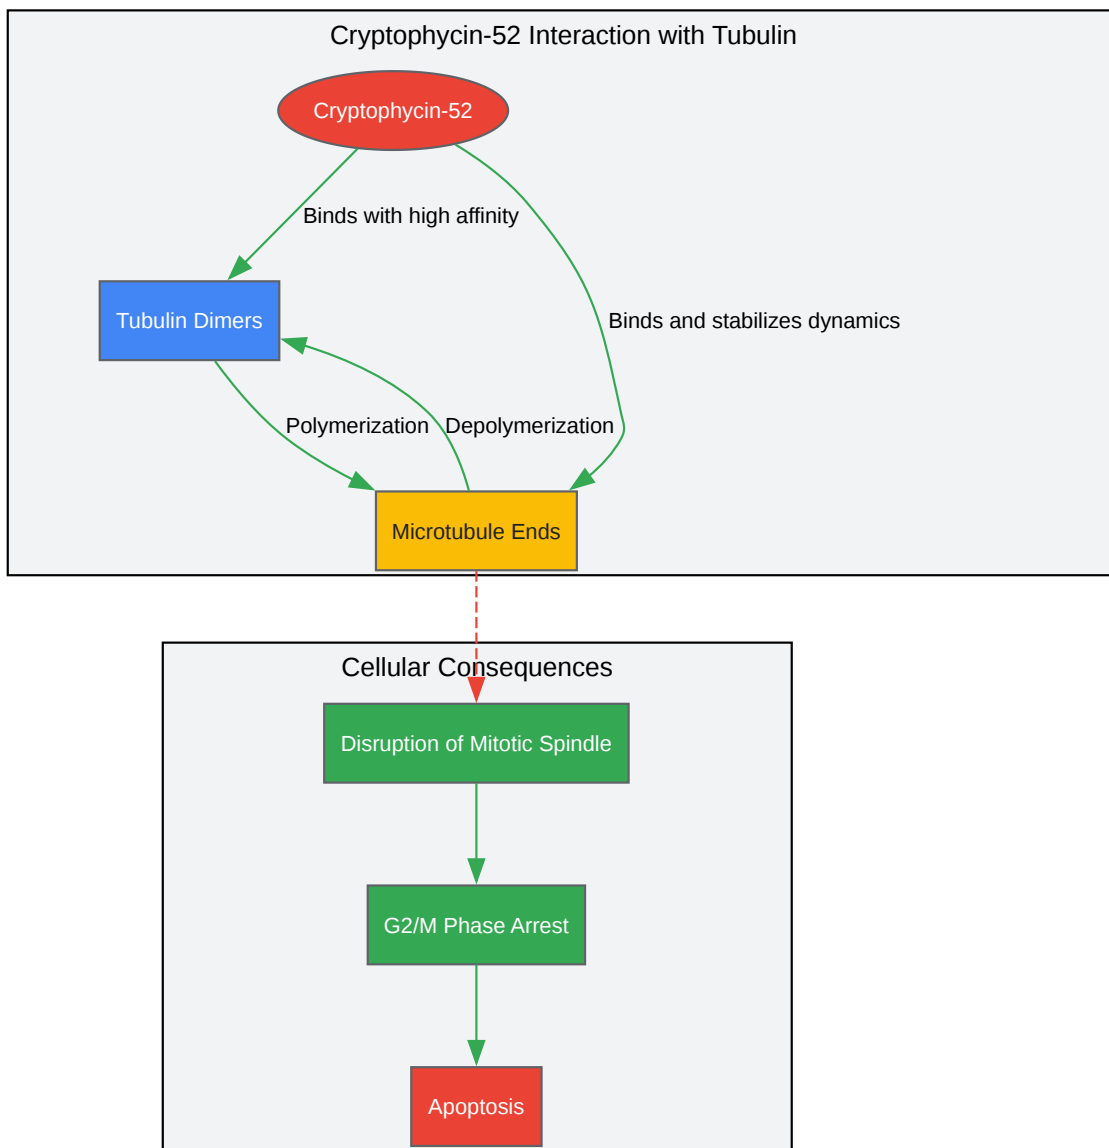 Cryptophycin-52 Interaction with Tubulin
Cryptophycin-52
Binds with high affinity
Tubulin Dimers
Binds and stabilizes dynamics
Polymerization
Depolymerization
Microtubule Ends
Cellular Consequences
Disruption of Mitotic Spindle
G2/M Phase Arrest
Apoptosis